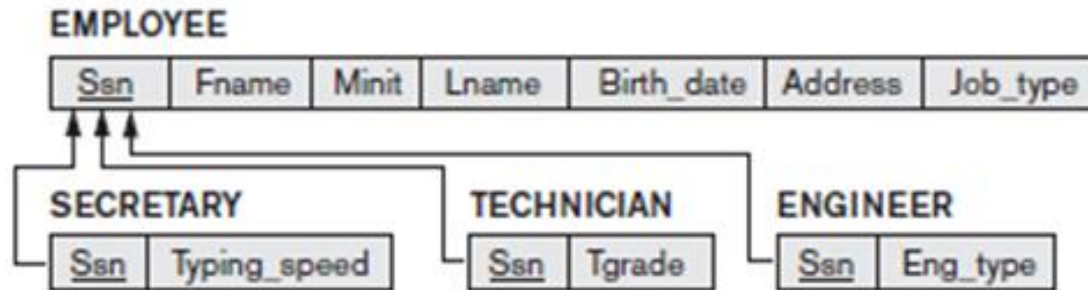 EMPLOYEE
Ssn Fname Minit Lname Birth_date Address Job_type
SECRETARY TECHNICIAN ENGINEER
Ssn Typing_speed Ssn Tgrade Ssn Eng_type